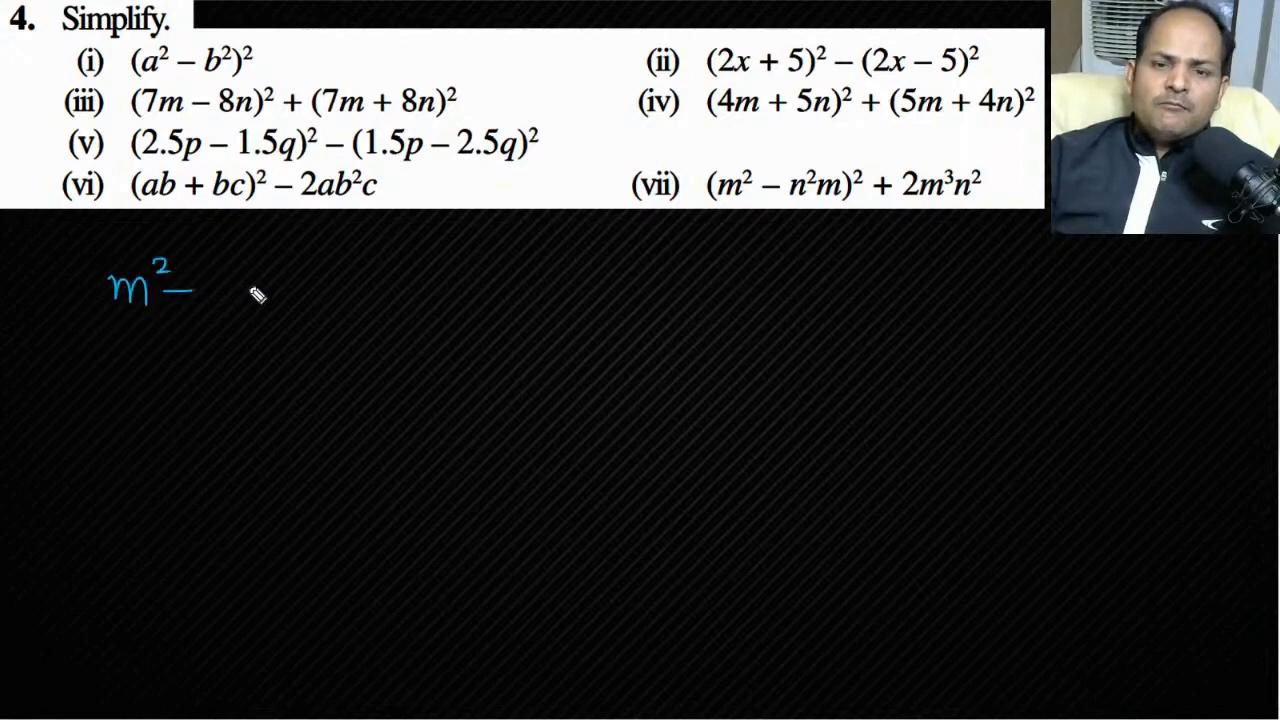 4. Simplify.
(i) (a² – b²)² (ii) (2x + 5)² – (2x – 5)²
(iii) (7m – 8n)² + (7m + 8n)² (iv) (4m + 5n)² + (5m + 4n)²
(v) (2.5p – 1.5q)² – (1.5p – 2.5q)²
(vi) (ab + bc)² – 2ab²c (vii) (m² – n²m)² + 2m³n²
m² –